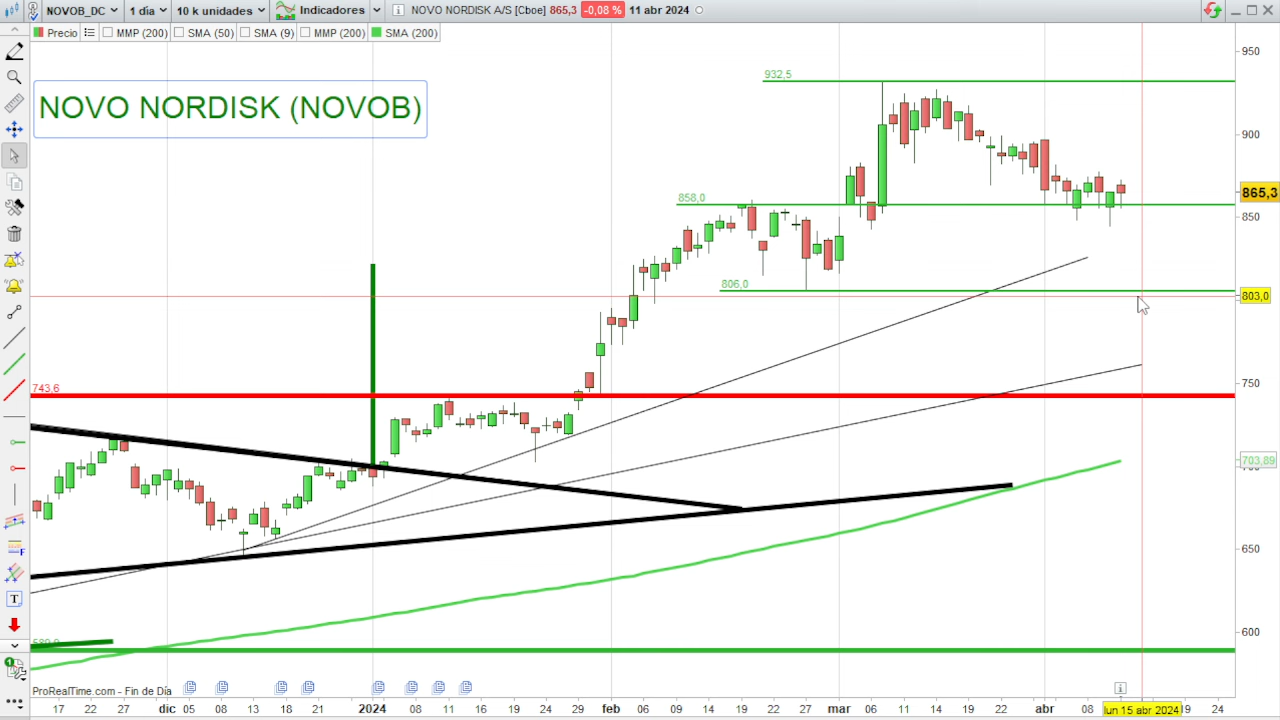 NOVOB_DC 1 día 10 k unidades Indicadores NOVO NORDISK A/S [Cboe] 865,3 -0,08 % 11 abr 2024
Precio MMP (200) SMA (50) SMA (9) MMP (200) SMA (200)
950
932,5
NOVO NORDISK (NOVOB)
900
865,3
858,0
850
806,0
803,0
750
743,6
703,89
650
600
589,0
ProRealTime.com - Fin de Día
17 22 27 dic 05 08 13 18 21 27 2024 08 11 16 19 24 29 feb 06 09 14 19 22 27 mar 06 11 14 19 22 abr 08 lun 15 abr 2024 19 24